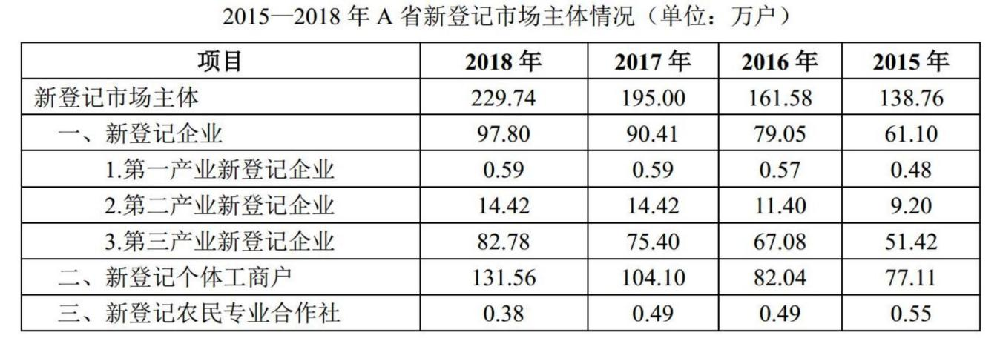 2015—2018 年 A 省新登记市场主体情况（单位：万户）
项目 2018 年 2017 年 2016 年 2015 年
新登记市场主体 229.74 195.00 161.58 138.76
一、新登记企业 97.80 90.41 79.05 61.10
1.第一产业新登记企业 0.59 0.59 0.57 0.48
2.第二产业新登记企业 14.42 14.42 11.40 9.20
3.第三产业新登记企业 82.78 75.40 67.08 51.42
二、新登记个体工商户 131.56 104.10 82.04 77.11
三、新登记农民专业合作社 0.38 0.49 0.49 0.55